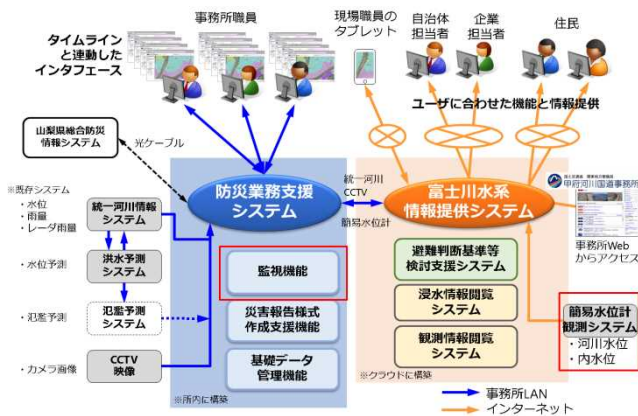 事務所職員
タイムライン
と連動した
インタフェース
現場職員の
タブレット
自治体
担当者
企業
担当者
住民
ユーザに合わせた機能と情報提供
山梨県総合防災
情報システム
光ケーブル
※既存システム
・水位
・雨量
・レーダ雨量
統一河川情報
システム
・水位予測
洪水予測
システム
・氾濫予測
氾濫予測
システム
・カメラ画像
CCTV
映像
防災業務支援
システム
監視機能
災害報告様式
作成支援機能
基礎データ
管理機能
※所内に構築
統一河川
CCTV
簡易水位計
富士川水系
情報提供システム
避難判断基準等
検討支援システム
浸水情報閲覧
システム
観測情報閲覧
システム
※クラウドに構築
甲府河川国道事務所
事務所Web
からアクセス
簡易水位計
観測システム
・河川水位
・内水位
事務所LAN
インターネット